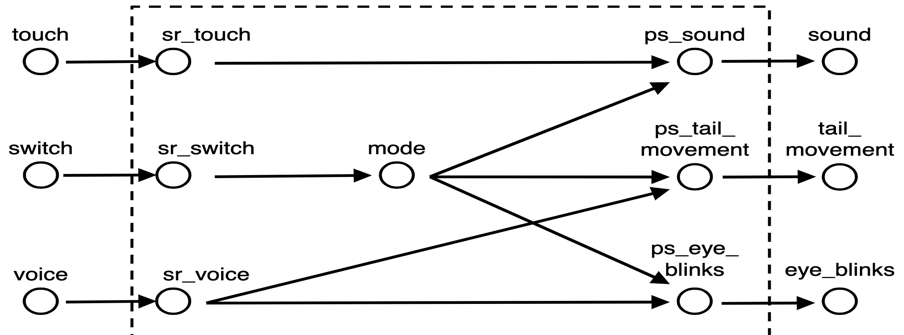 touch
sr_touch
ps_sound
sound
switch
sr_switch
mode
ps_tail_
movement
tail_
movement
voice
sr_voice
ps_eye_
blinks
eye_blinks